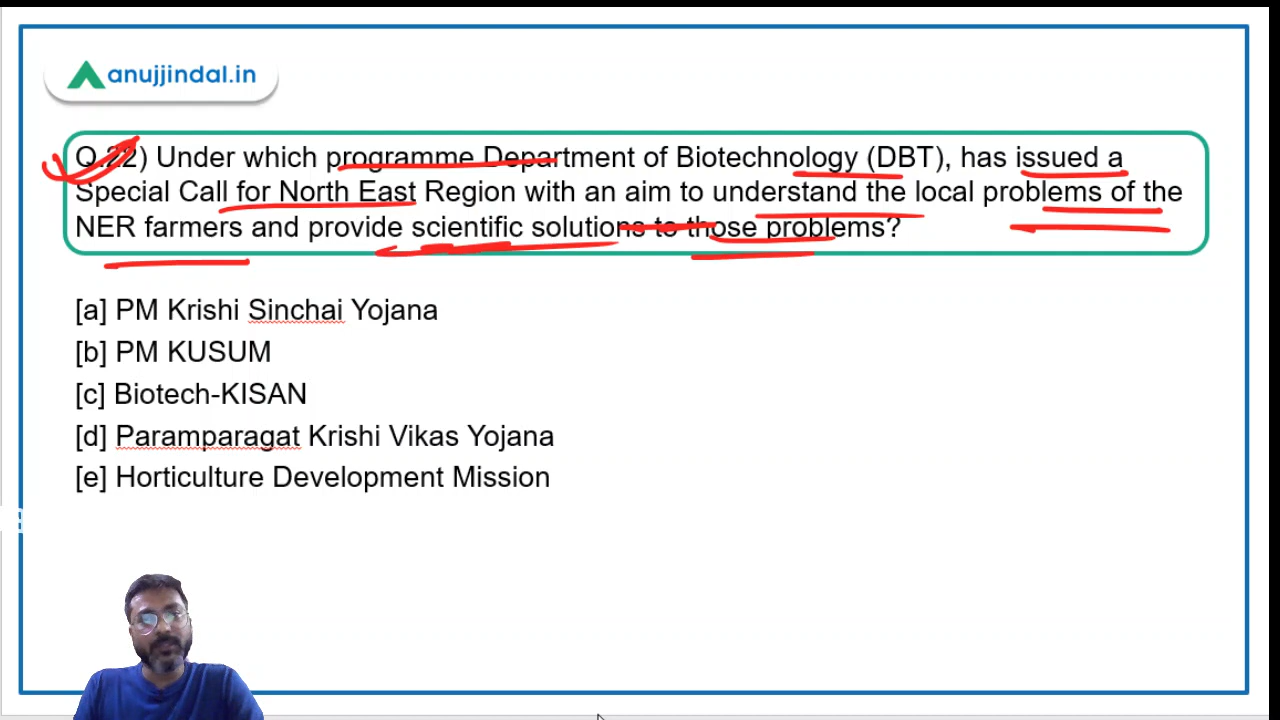 anujjindal.in
Q.22) Under which programme Department of Biotechnology (DBT), has issued a
Special Call for North East Region with an aim to understand the local problems of the
NER farmers and provide scientific solutions to those problems?
[a] PM Krishi Sinchai Yojana
[b] PM KUSUM
[c] Biotech-KISAN
[d] Paramparagat Krishi Vikas Yojana
[e] Horticulture Development Mission